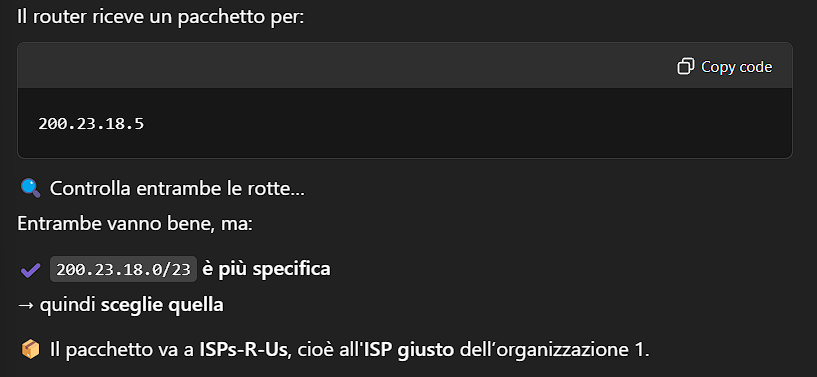 Il router riceve un pacchetto per:
Copy code
200.23.18.5
Controlla entrambe le rotte...
Entrambe vanno bene, ma:
200.23.18.0/23 è più specifica
→ quindi sceglie quella
Il pacchetto va a ISPs-R-Us, cioè all'ISP giusto dell’organizzazione 1.